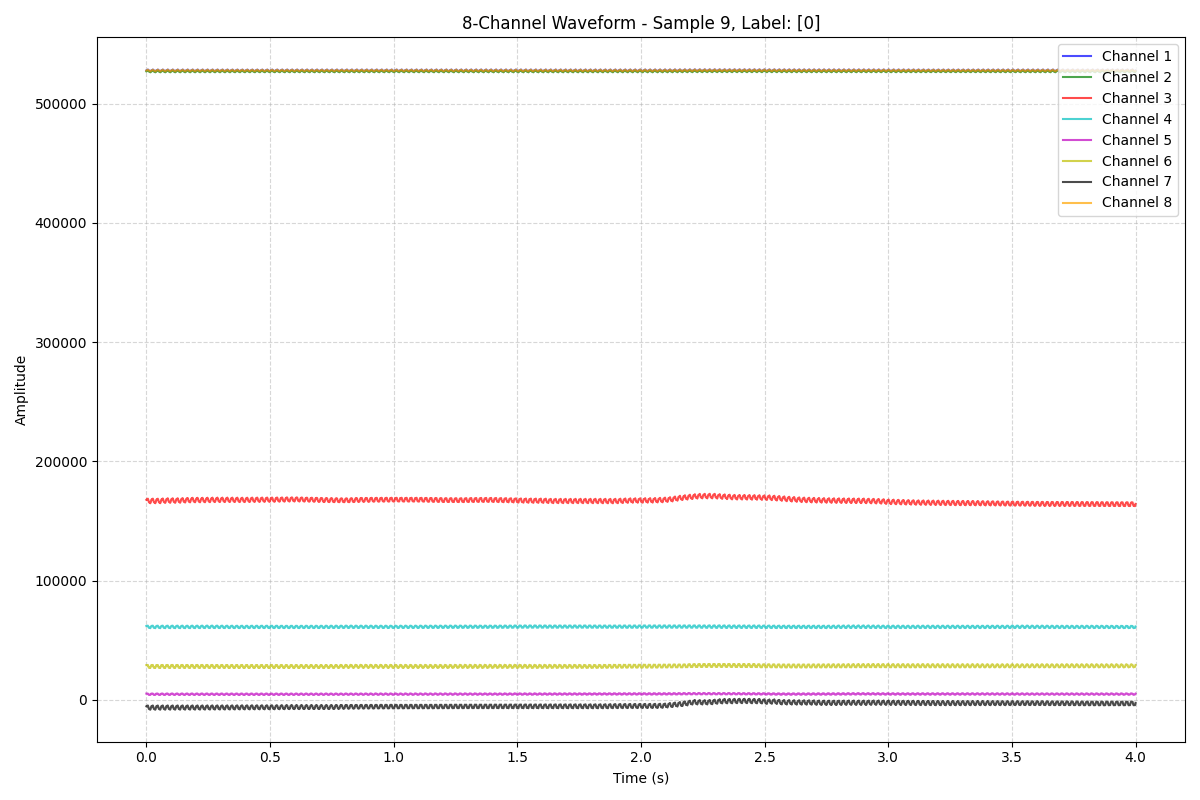 8-Channel Waveform - Sample 9, Label: [0]
Channel 1
Channel 2
Channel 3
Channel 4
Channel 5
Channel 6
Channel 7
Channel 8
500000
400000
300000
200000
100000
0
Amplitude
0.0 0.5 1.0 1.5 2.0 2.5 3.0 3.5 4.0
Time (s)